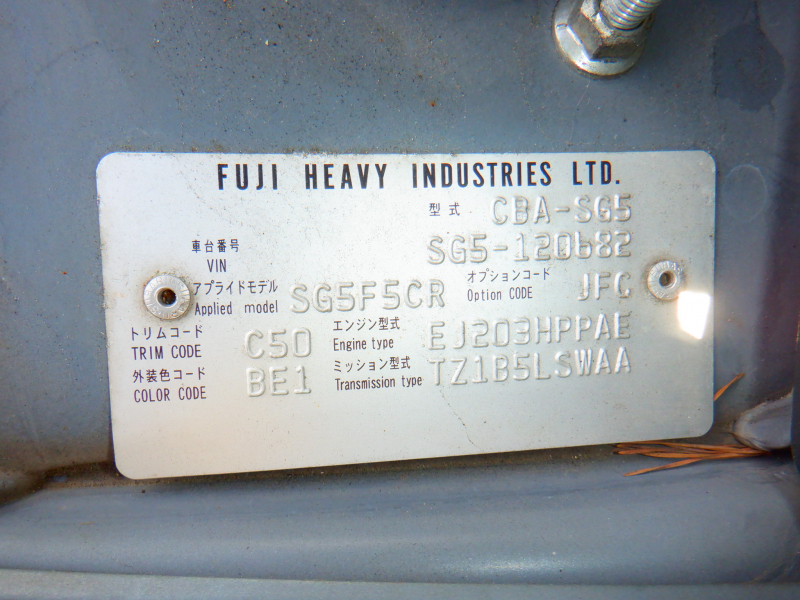 FUJI HEAVY INDUSTRIES LTD.
型式 CBA-SG5
車台番号 VIN SG5-120682
アプライドモデル Applied model SG5F5CR オプションコード Option CODE JFC
トリムコード TRIM CODE C50 エンジン型式 Engine type EJ203HPPAE
外装色コード COLOR CODE BE1 ミッション型式 Transmission type TZ1B5LSWAA